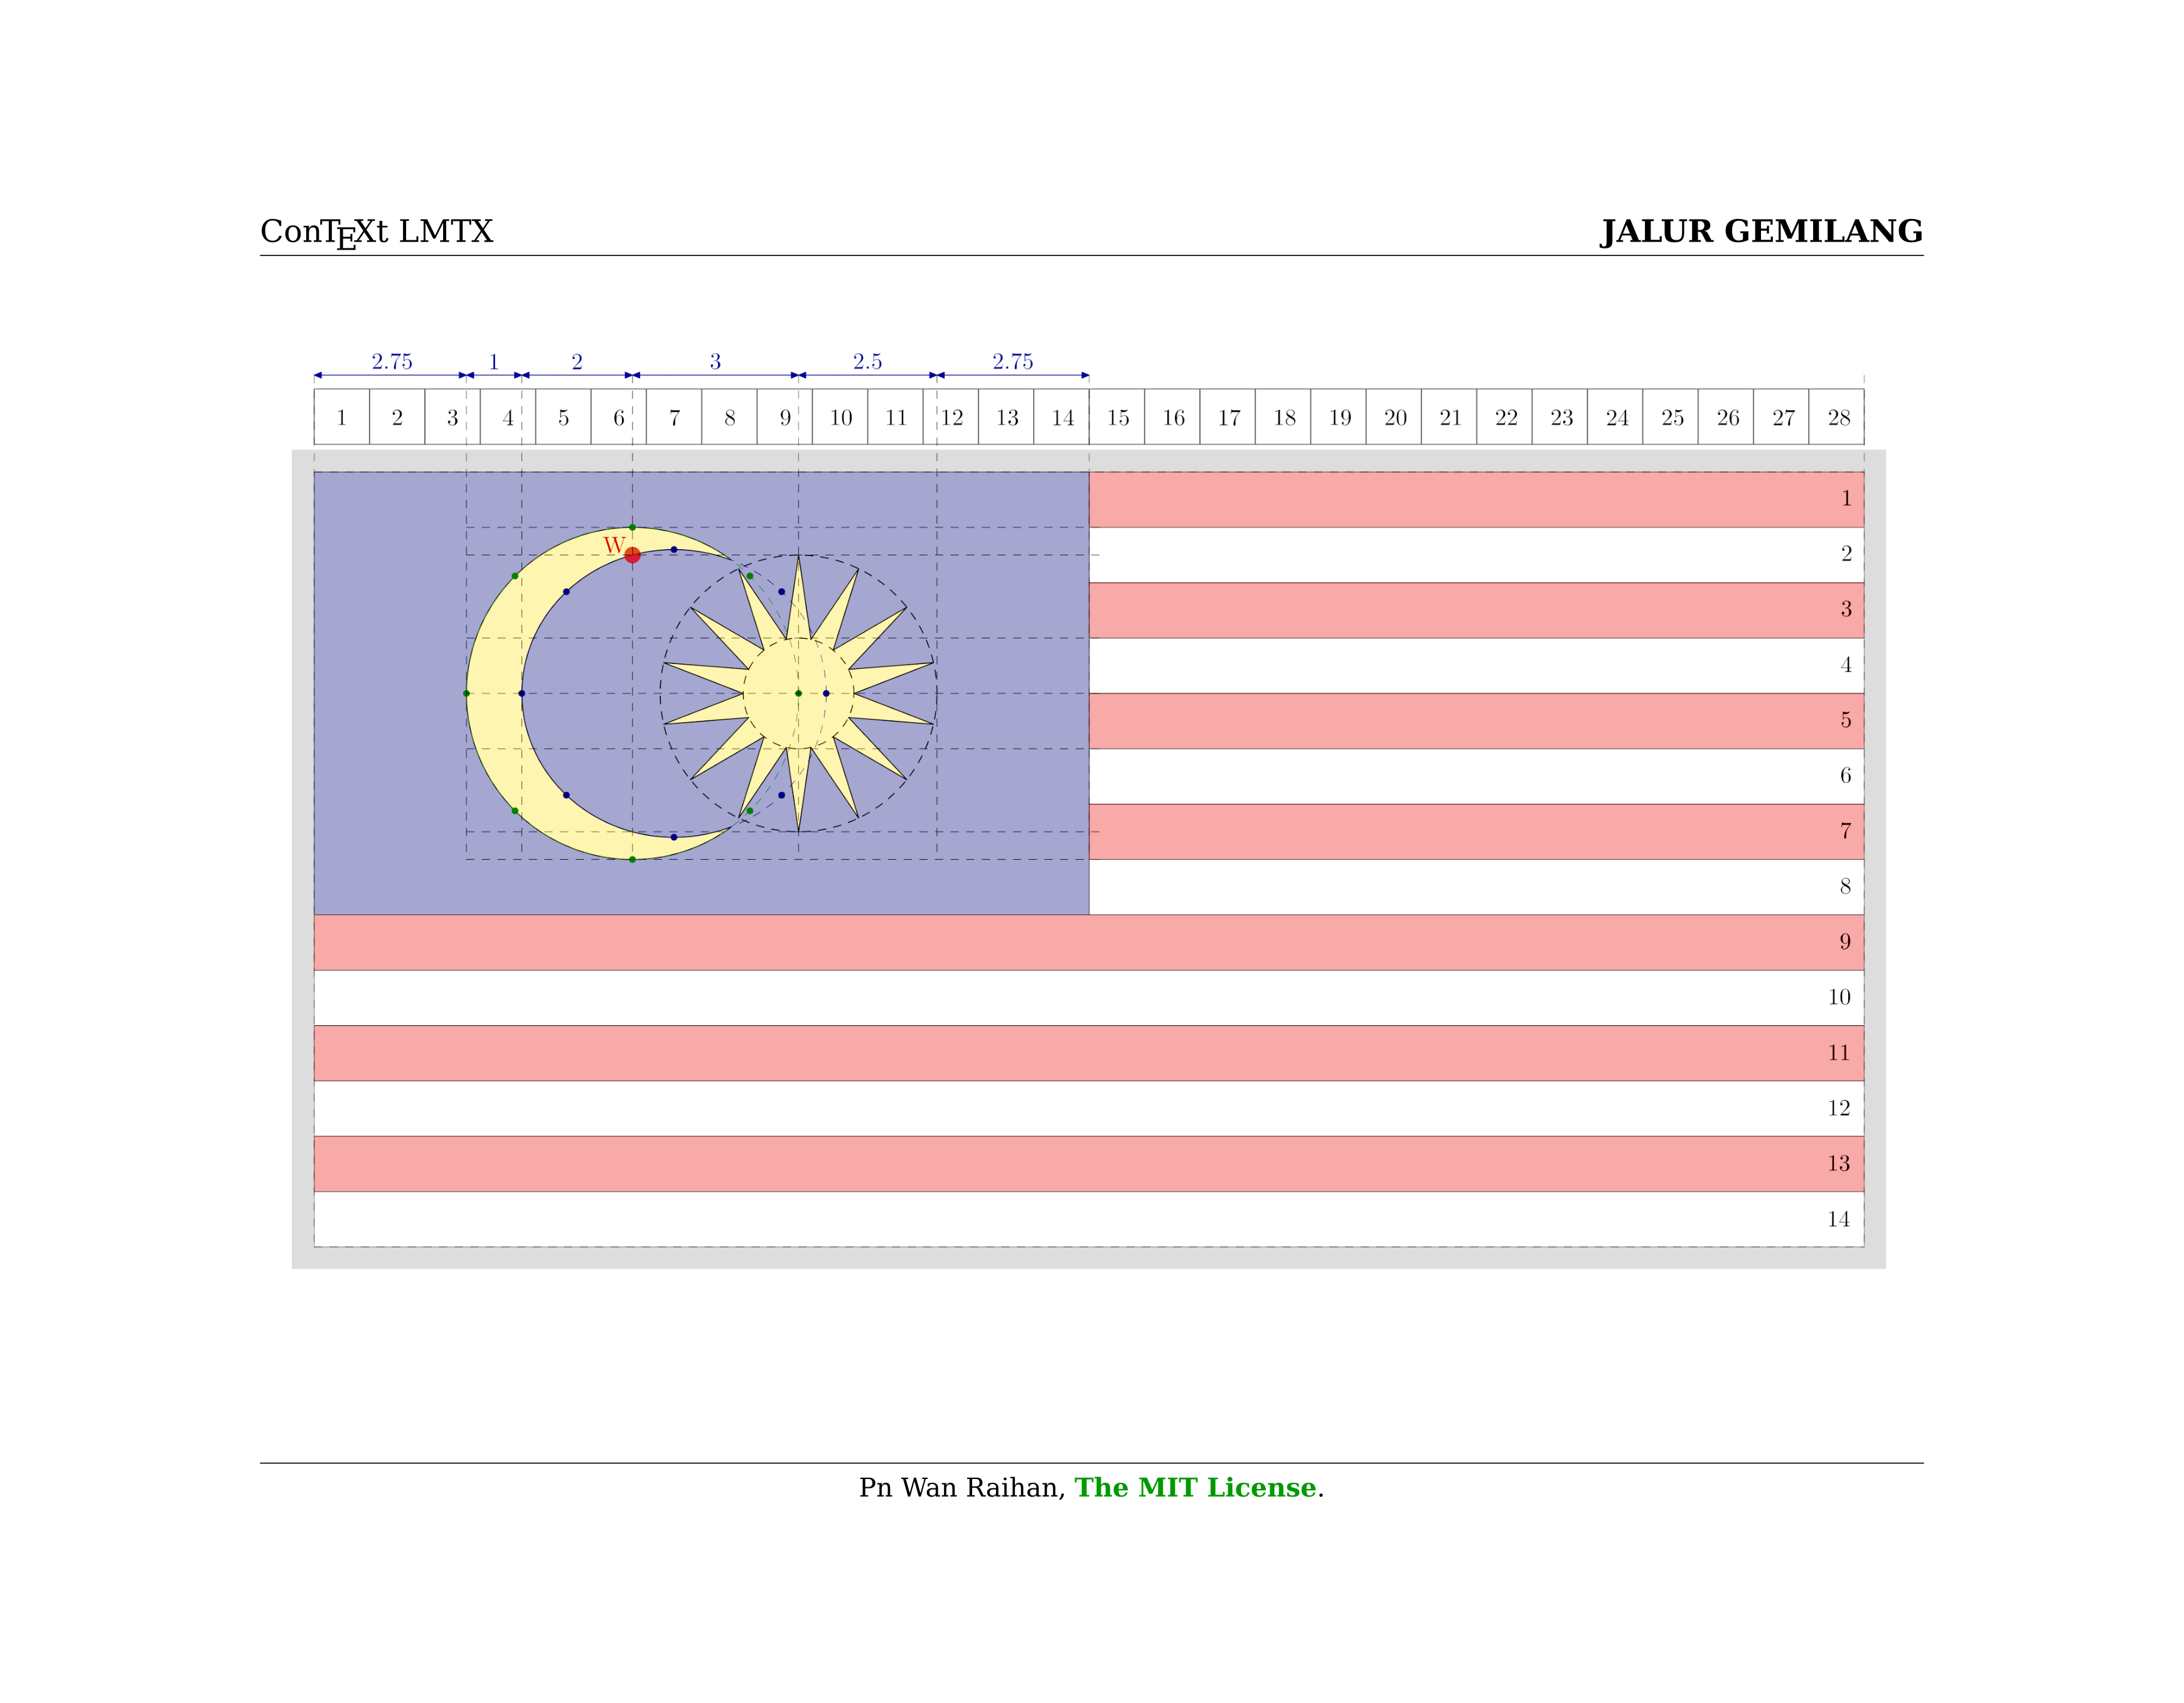 ConTEXt LMTX JALUR GEMILANG
2.75 1 2 3 2.5 2.75
1 2 3 4 5 6 7 8 9 10 11 12 13 14 15 16 17 18 19 20 21 22 23 24 25 26 27 28
1
W
2
3
4
5
6
7
8
9
10
11
12
13
14
Pn Wan Raihan, The MIT License.